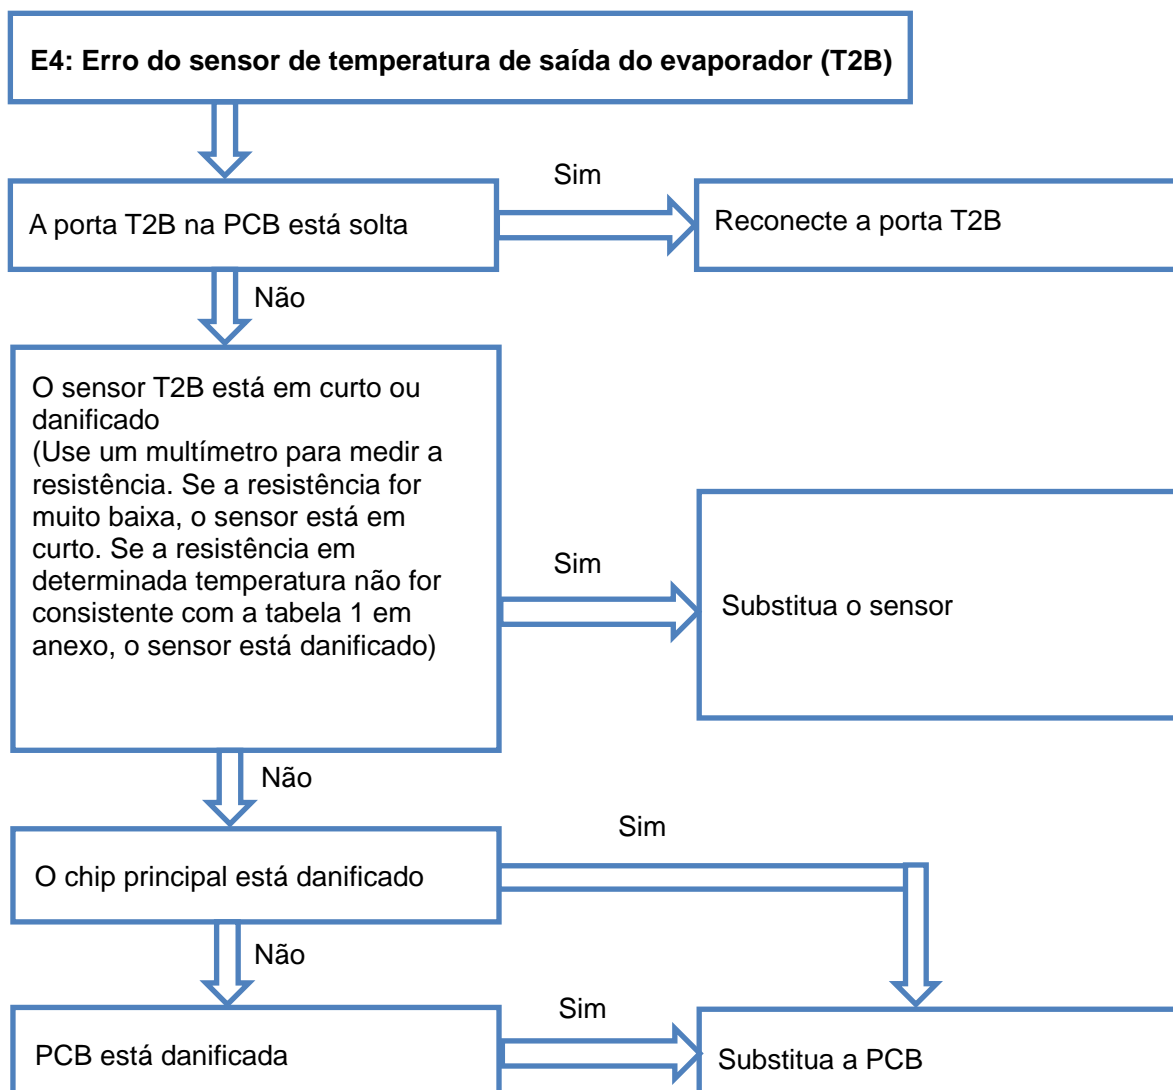 E4: Erro do sensor de temperatura de saída do evaporador (T2B)
Sim
A porta T2B na PCB está solta
Reconecte a porta T2B
Não
O sensor T2B está em curto ou
danificado
(Use um multímetro para medir a
resistência. Se a resistência for
muito baixa, o sensor está em
curto. Se a resistência em
determinada temperatura não for
consistente com a tabela 1 em
anexo, o sensor está danificado)
Sim
Substitua o sensor
Não
Sim
O chip principal está danificado
Não
Sim
PCB está danificada
Substitua a PCB